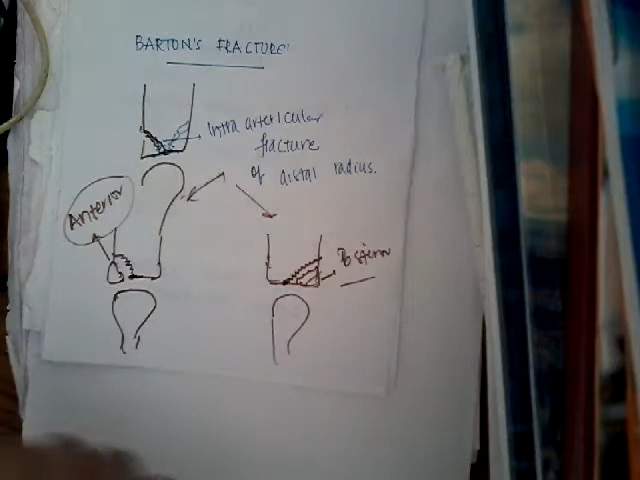 BARTON'S FRACTURE
Intra articular
fracture
of distal radius.
Anterior